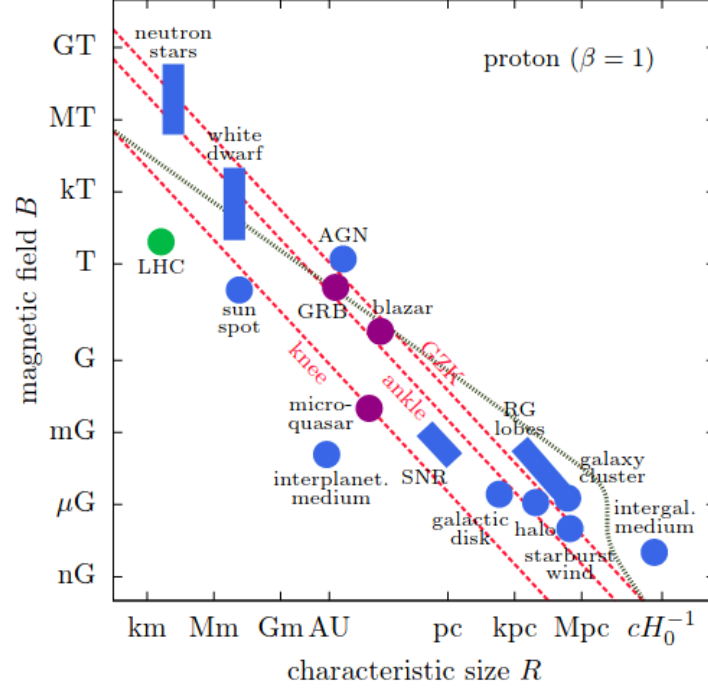 neutron
stars
proton (β = 1)
GT
MT
kT
T
G
mG
μG
nG
magnetic field B
white
dwarf
LHC
AGN
sun
spot
GRB
blazar
knee
ankle
GZK
micro-
quasar
RG
lobes
interplanet.
medium
SNR
galaxy
cluster
galactic
disk
halo
intergal.
medium
starburst
wind
km
Mm
Gm
AU
pc
kpc
Mpc
cH₀⁻¹
characteristic size R